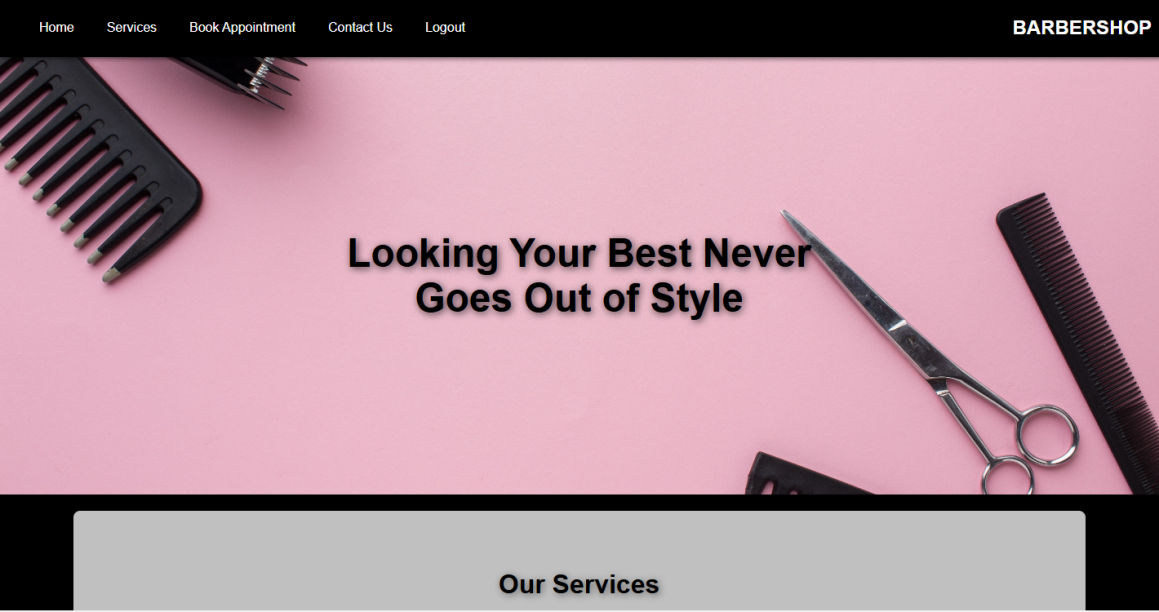 Home
Services
Book Appointment
Contact Us
Logout
BARBERSHOP
Looking Your Best Never
Goes Out of Style
Our Services